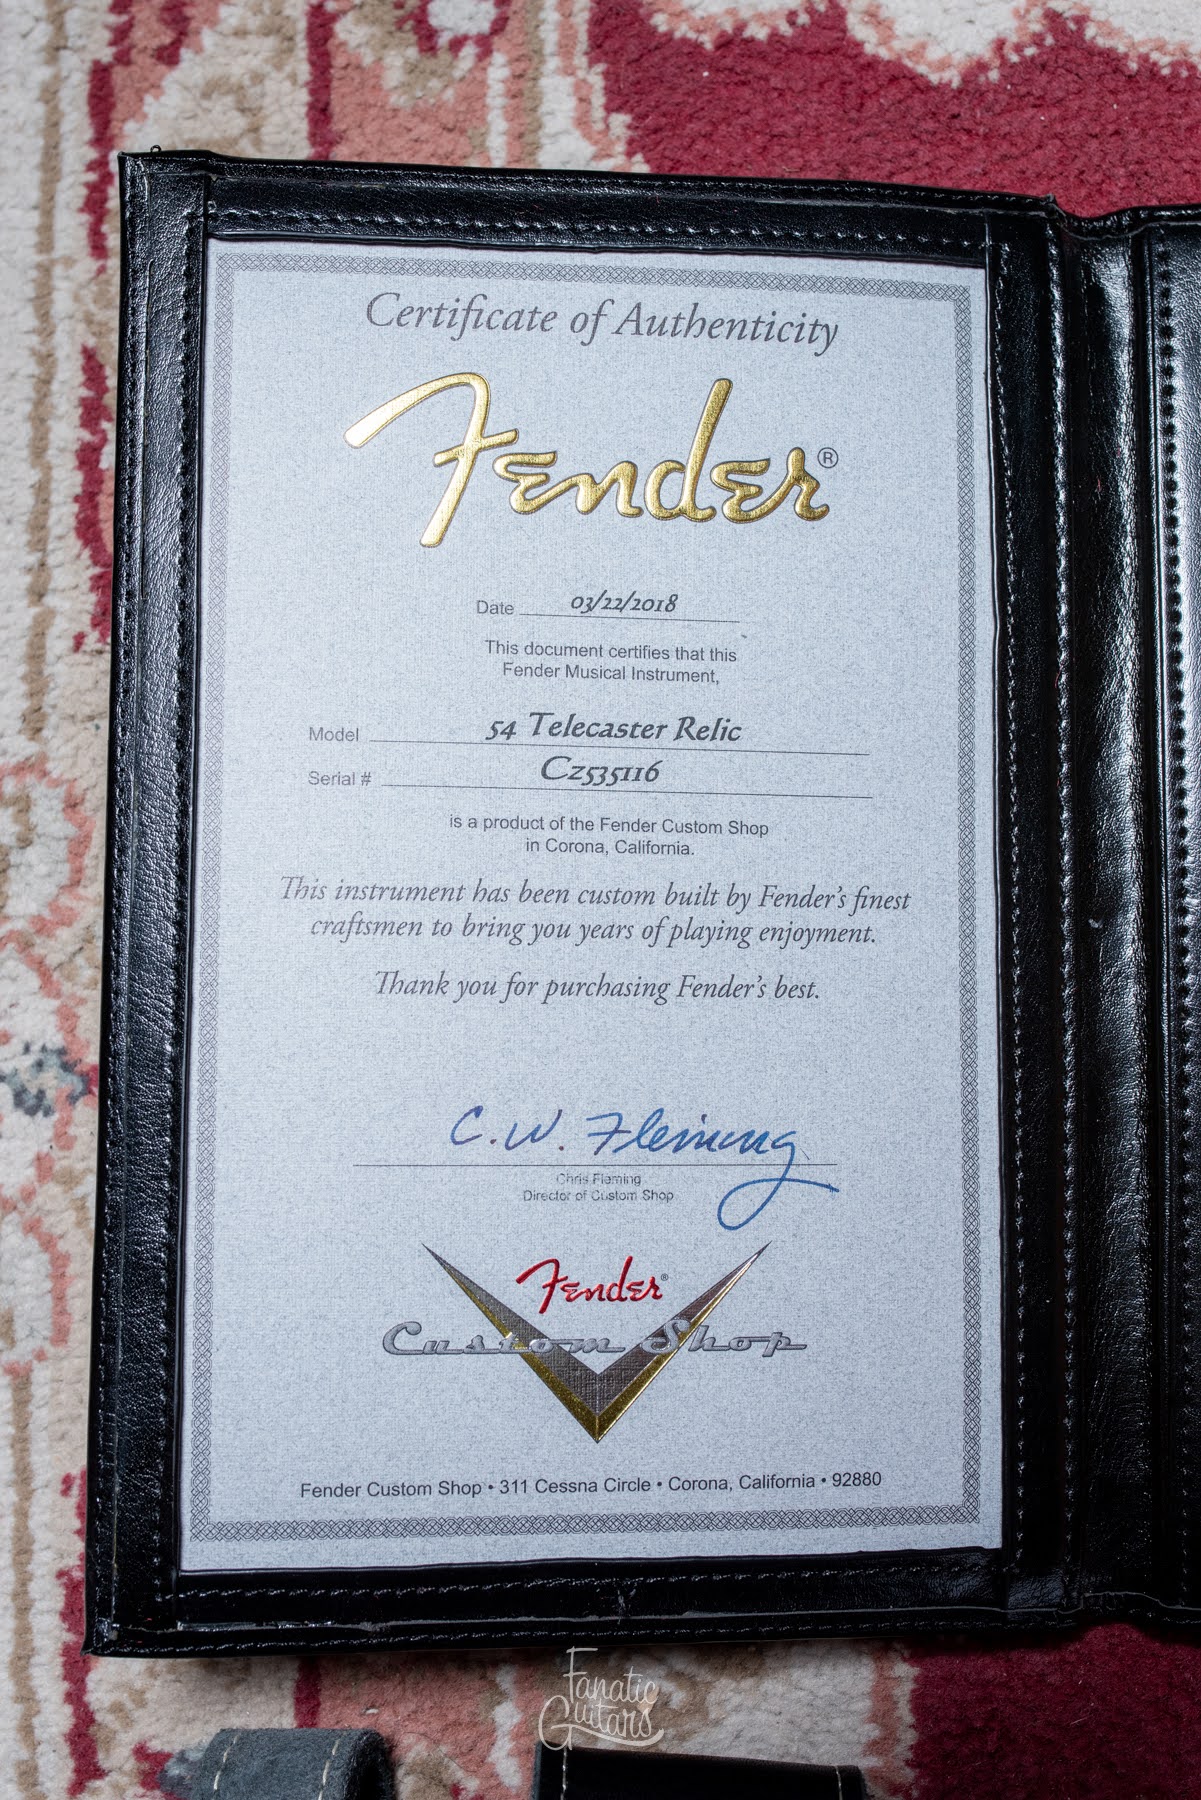 Certificate of Authenticity
Fender®
Date 03/22/2018
This document certifies that this
Fender Musical Instrument,
Model 54 Telecaster Relic
Serial # Cz535116
is a product of the Fender Custom Shop
in Corona, California.
This instrument has been custom built by Fender's finest
craftsmen to bring you years of playing enjoyment.
Thank you for purchasing Fender's best.
C. W. Fleming
Chris Fleming
Director of Custom Shop
Fender®
Custom Shop
Fender Custom Shop • 311 Cessna Circle • Corona, California • 92880
Fanatic
Guitars